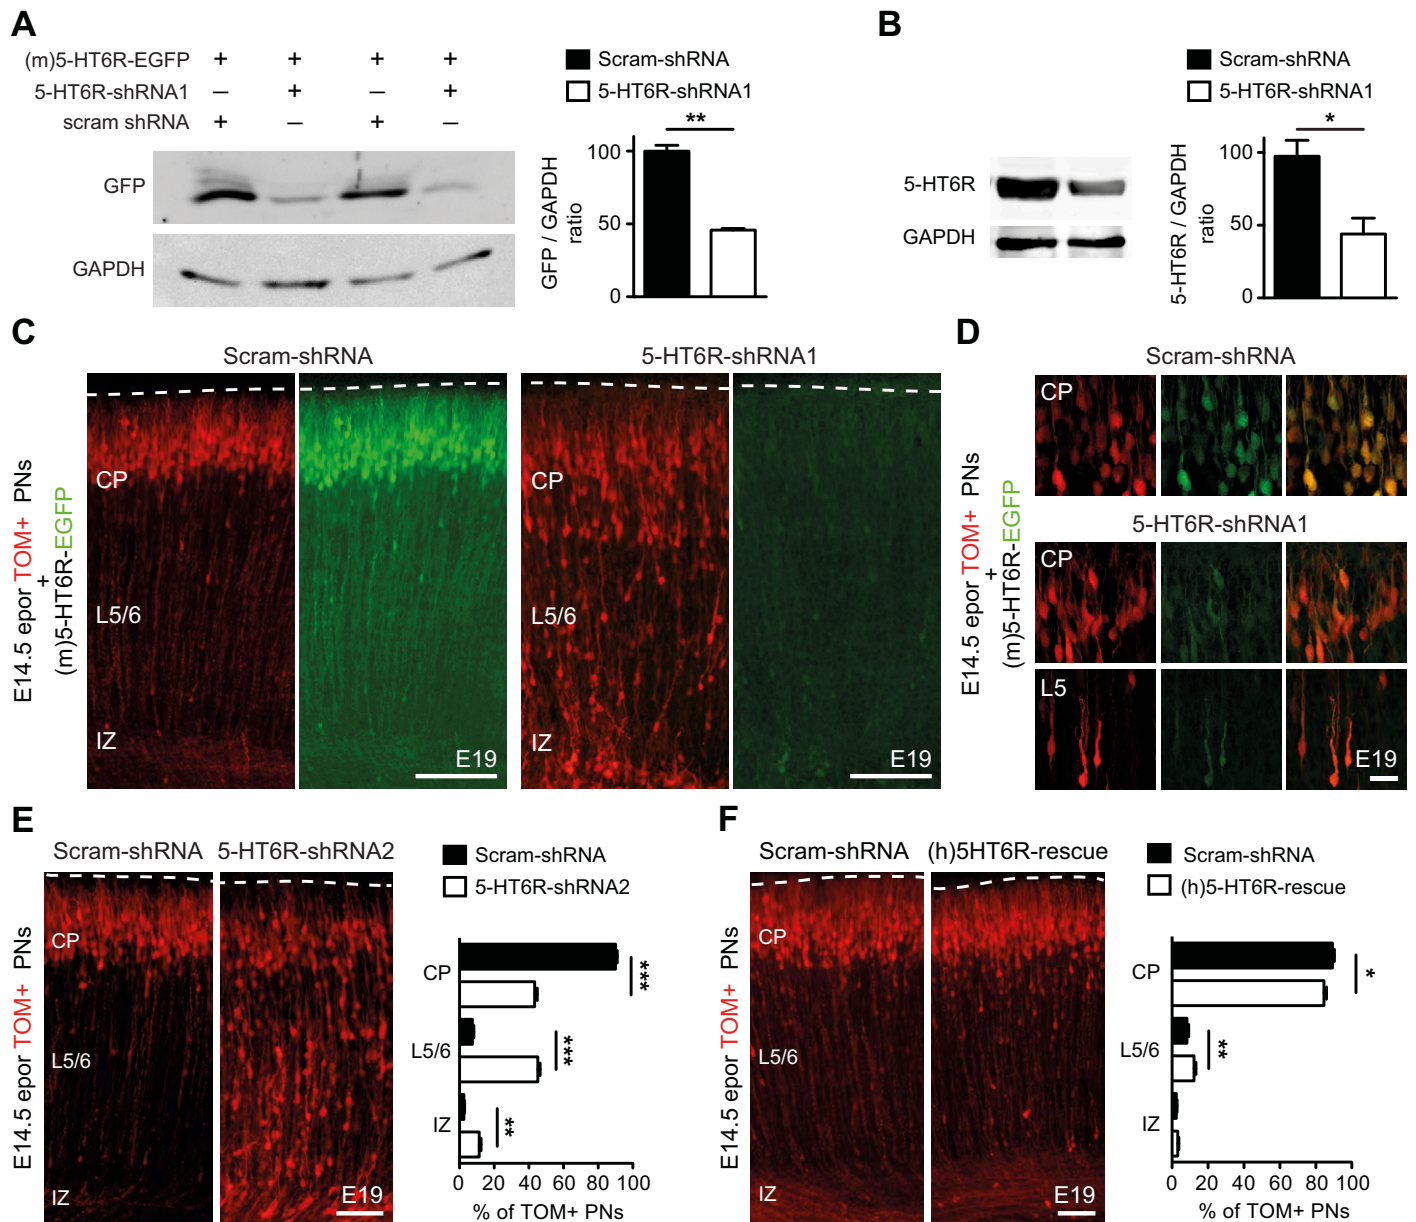 A
(m)5-HT6R-EGFP + + + +
5-HT6R-shRNA1 – + – +
scram shRNA + – + –
GFP
GAPDH
Scram-shRNA
5-HT6R-shRNA1
**
100
50
0
GFP / GAPDH
ratio
B
5-HT6R
GAPDH
Scram-shRNA
5-HT6R-shRNA1
*
100
50
0
5-HT6R / GAPDH
ratio
C
Scram-shRNA
5-HT6R-shRNA1
E14.5 epor TOM+ PNs
+
(m)5-HT6R-EGFP
CP
L5/6
IZ
E19
CP
L5/6
IZ
E19
D
Scram-shRNA
E14.5 epor TOM+ PNs
+
(m)5-HT6R-EGFP
CP
5-HT6R-shRNA1
CP
L5
E19
E
Scram-shRNA
5-HT6R-shRNA2
E14.5 epor TOM+ PNs
CP
L5/6
IZ
E19
Scram-shRNA
5-HT6R-shRNA2
CP
***
L5/6
***
IZ
**
0 20 40 60 80 100
% of TOM+ PNs
F
Scram-shRNA
(h)5HT6R-rescue
E14.5 epor TOM+ PNs
CP
L5/6
IZ
E19
Scram-shRNA
(h)5-HT6R-rescue
CP
*
L5/6
**
IZ
0 20 40 60 80 100
% of TOM+ PNs